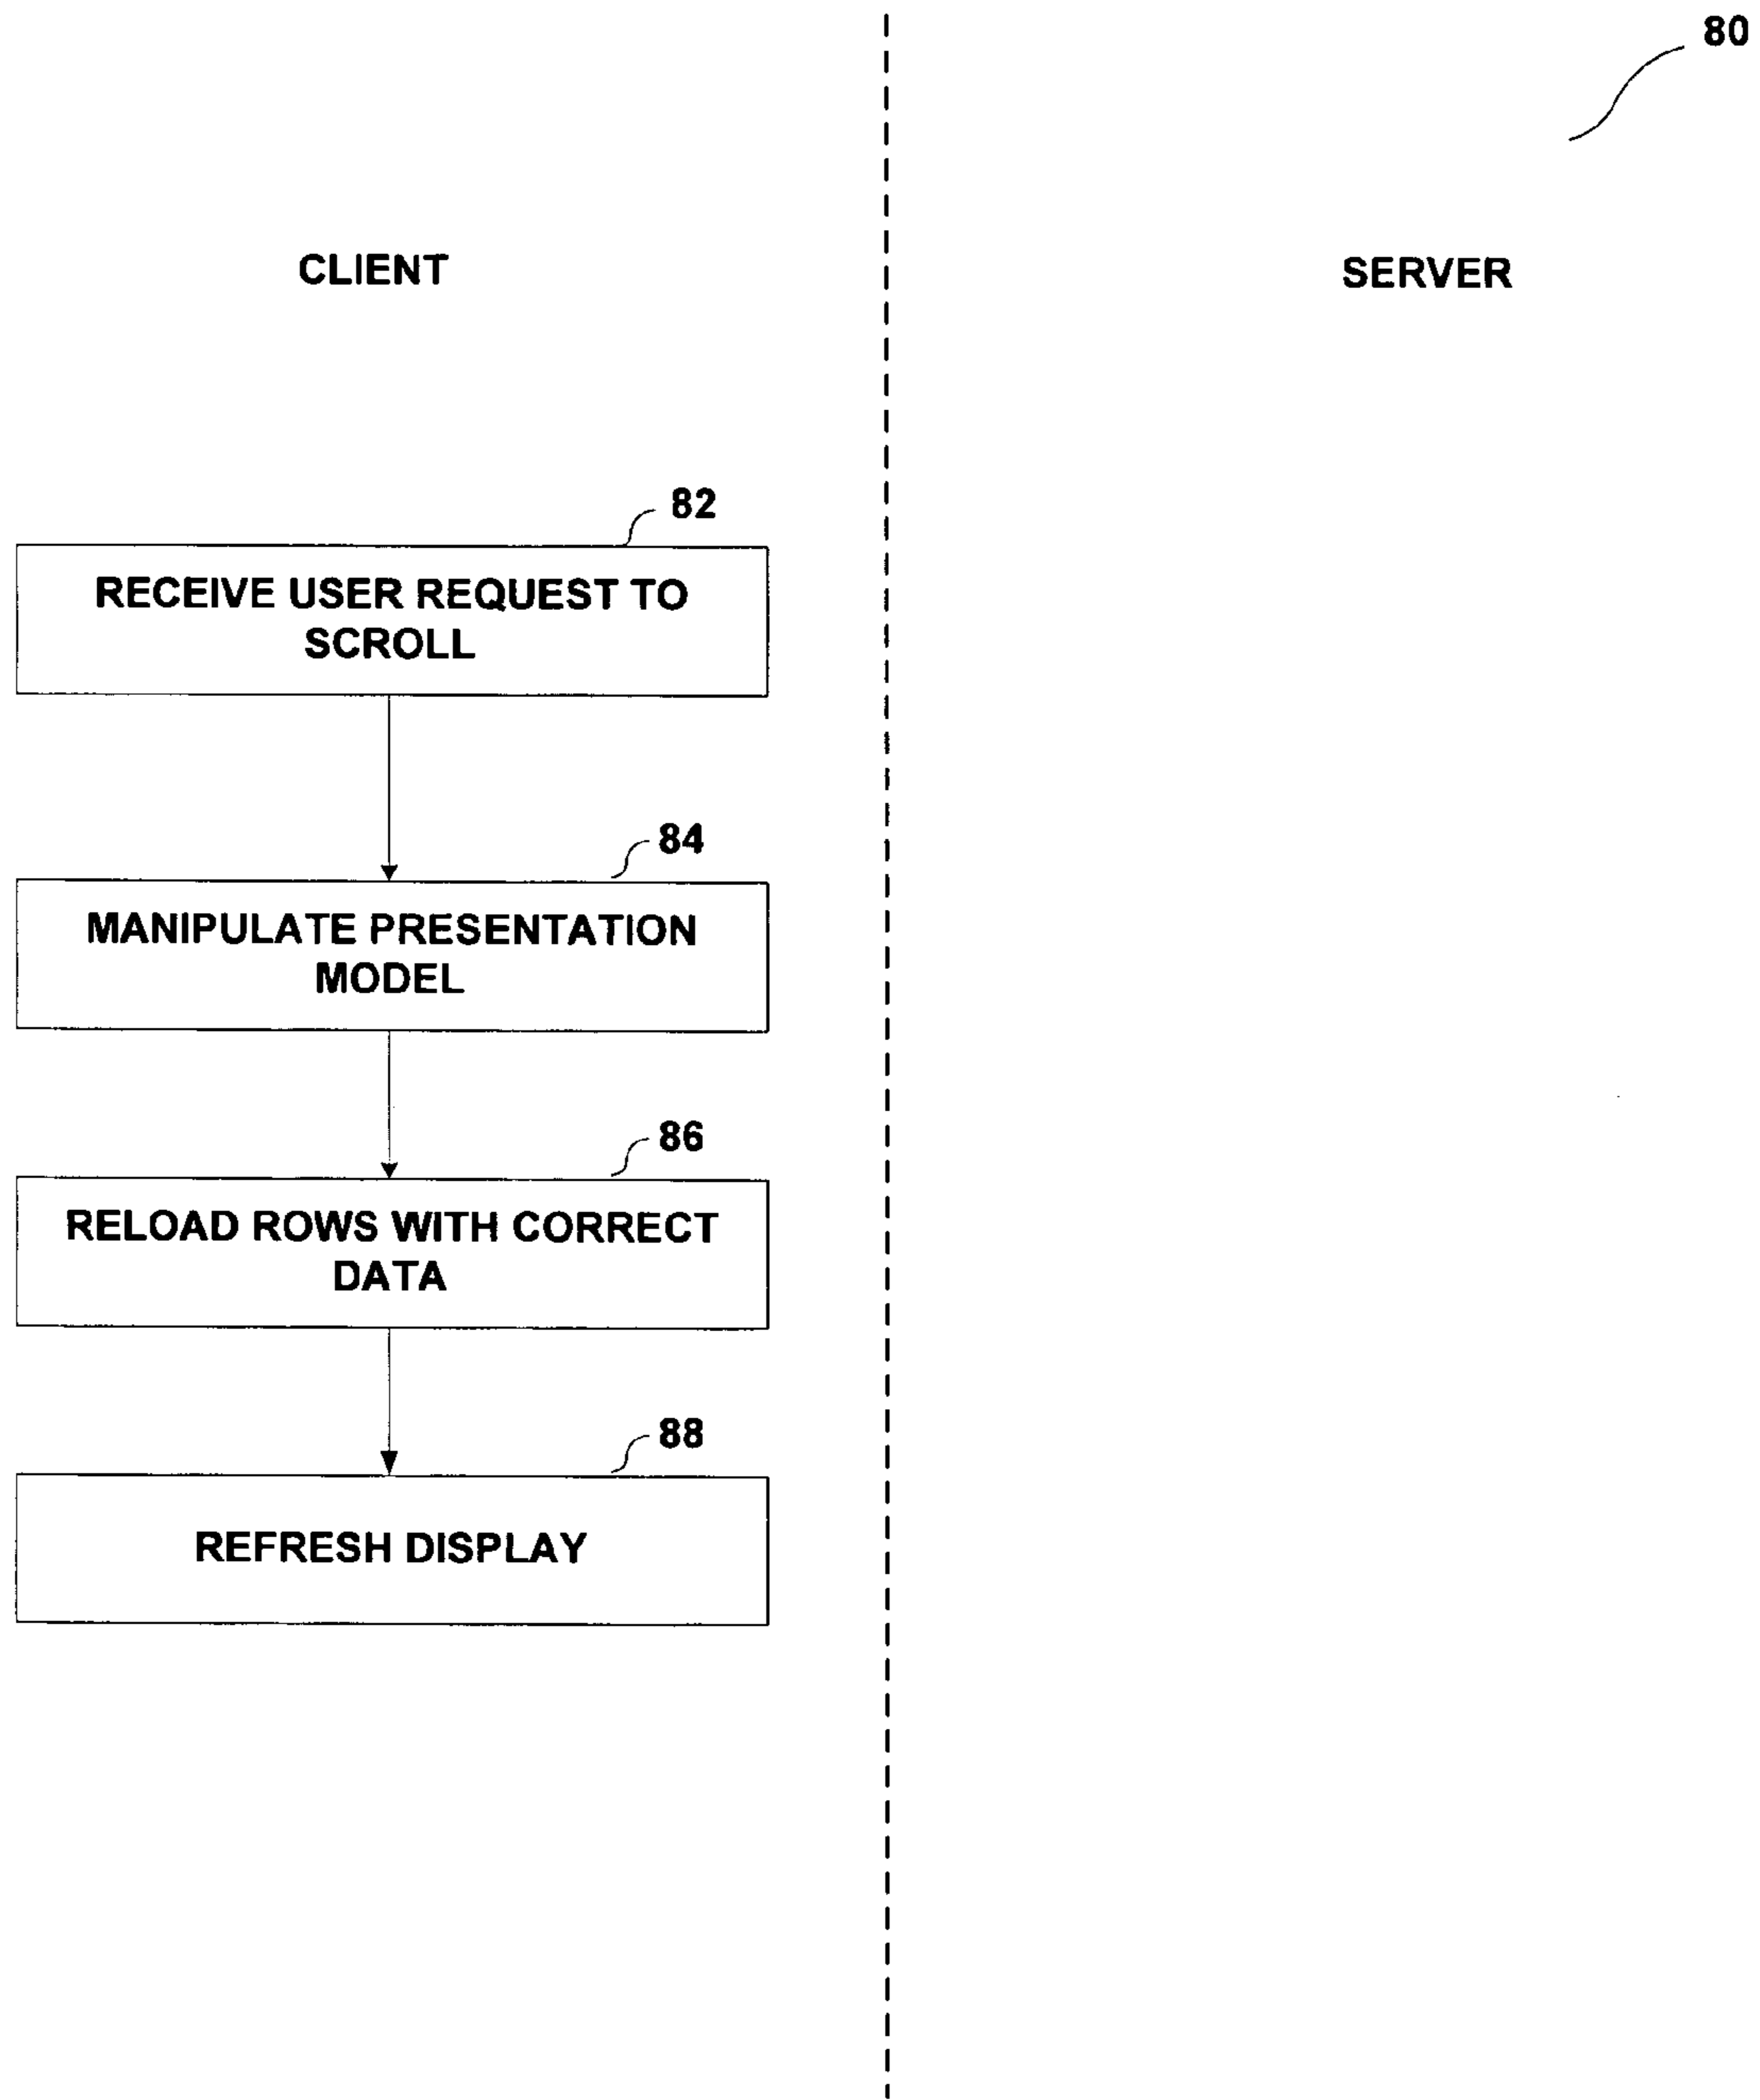 80
CLIENT
SERVER
82
RECEIVE USER REQUEST TO
SCROLL
84
MANIPULATE PRESENTATION
MODEL
86
RELOAD ROWS WITH CORRECT
DATA
88
REFRESH DISPLAY